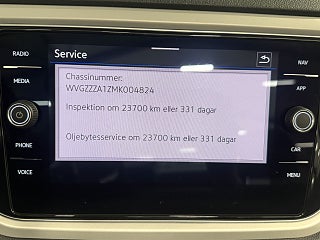 Service
RADIO
MEDIA
PHONE
VOICE
Chassinummer:
WVGZZZA1ZMK004824
Inspektion om 23700 km eller 331 dagar
Oljebytesservice om 23700 km eller 331 dagar
NAV
APP
CAR
MENU